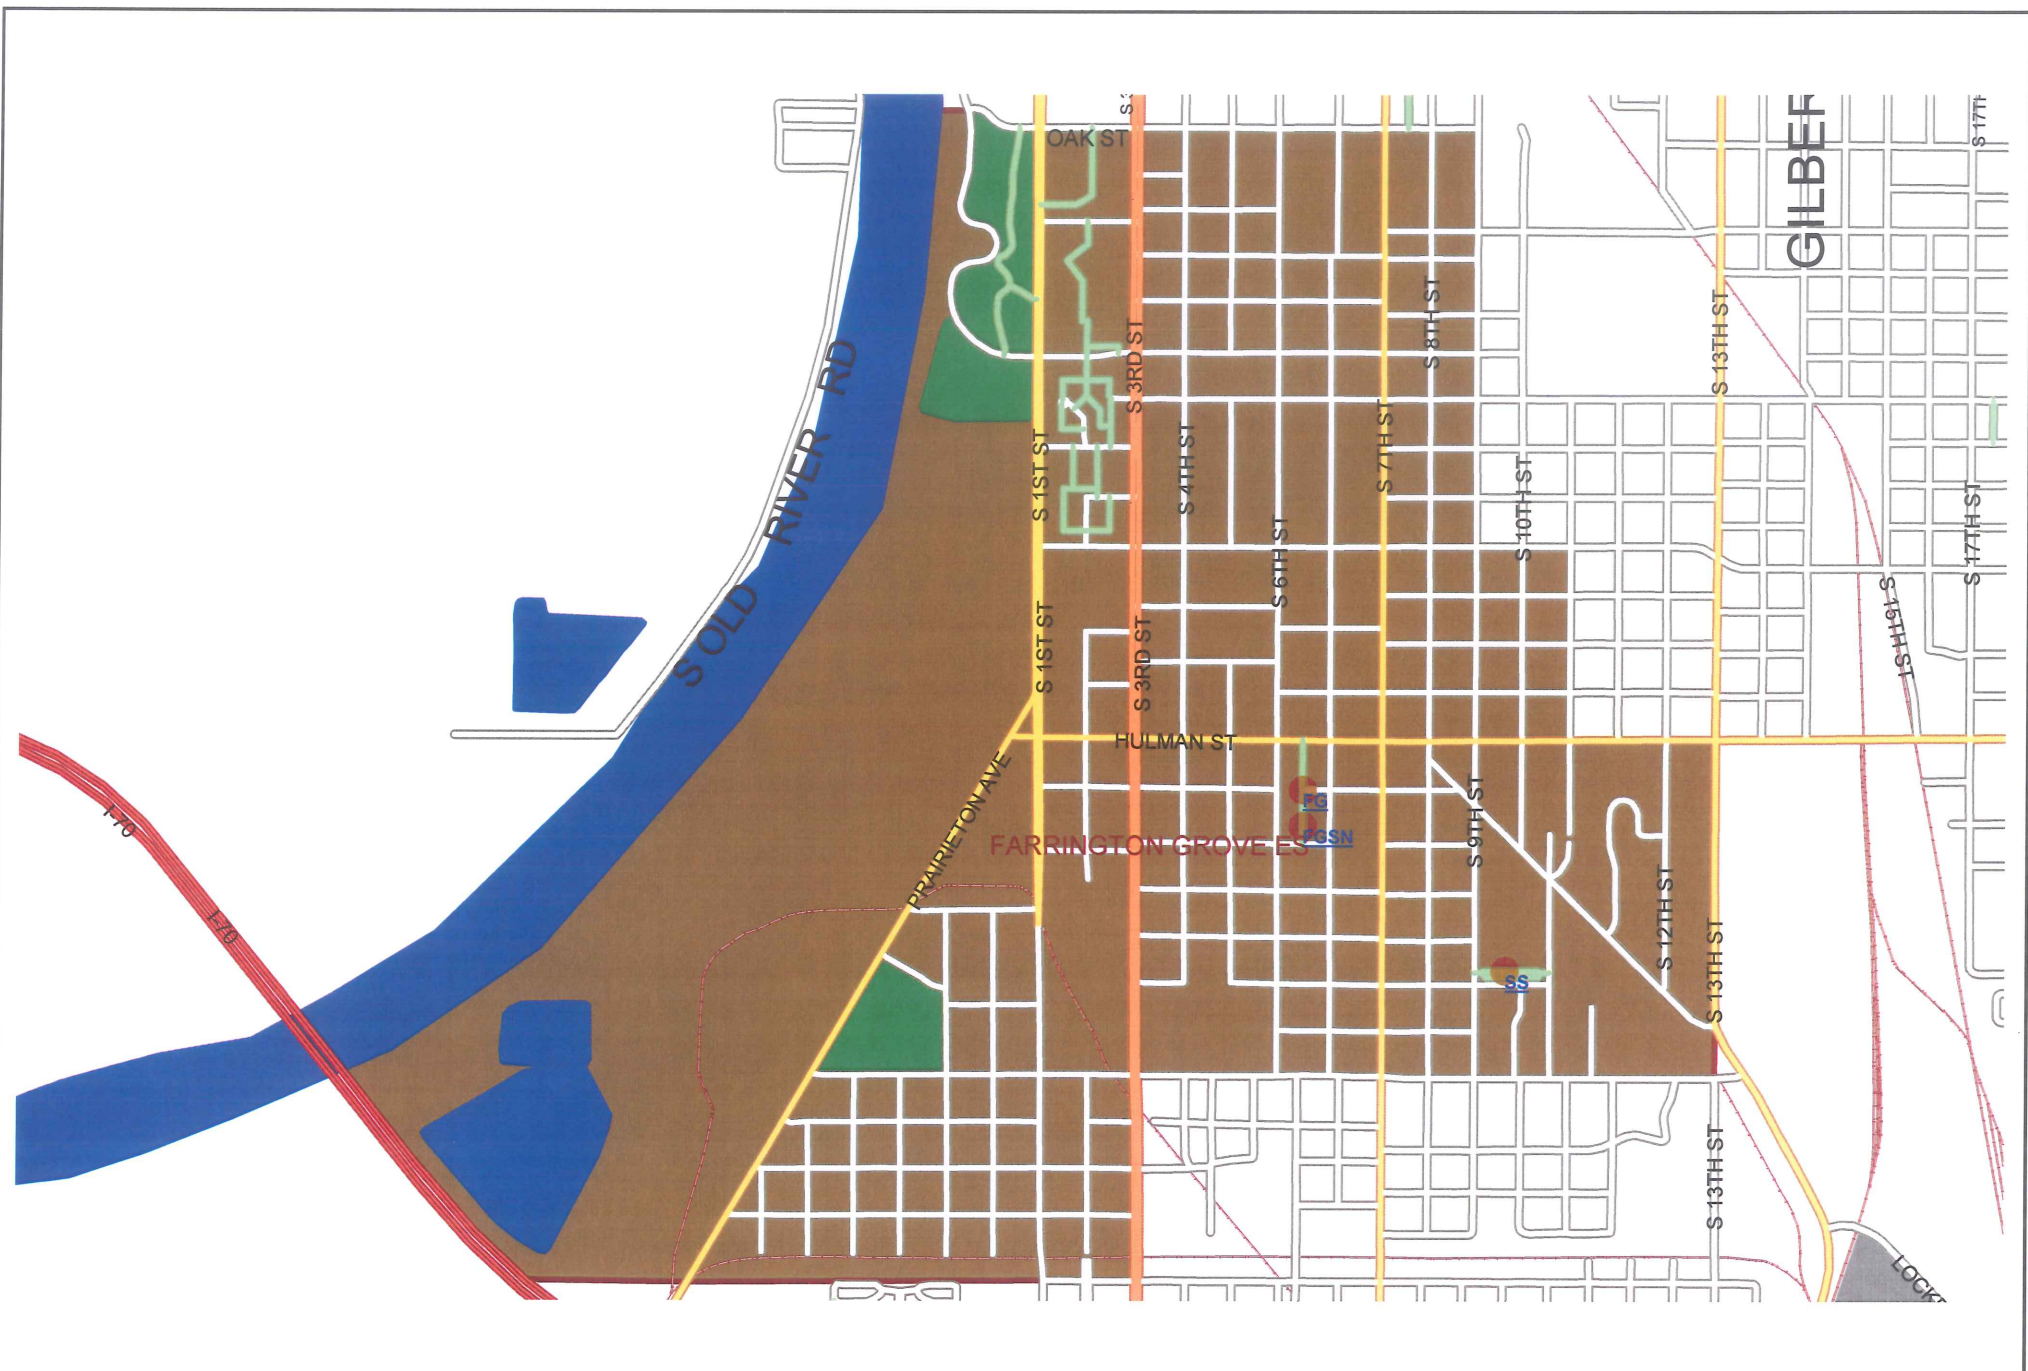 S 17TH
OAK ST
GILBER
S 8TH ST
S 13TH ST
S 3RD ST
S OLD RIVER RD
S 1ST ST
S 4TH ST
S 7TH ST
S 10TH ST
S 17TH ST
S 6TH ST
S 15TH ST
S 1ST ST
S 3RD ST
HULMAN ST
PRAIRIETON AVE
I-70
FG
FGSN
FARRINGTON GROVE ES
S 9TH ST
S 12TH ST
I-70
SS
S 13TH ST
S 13TH ST